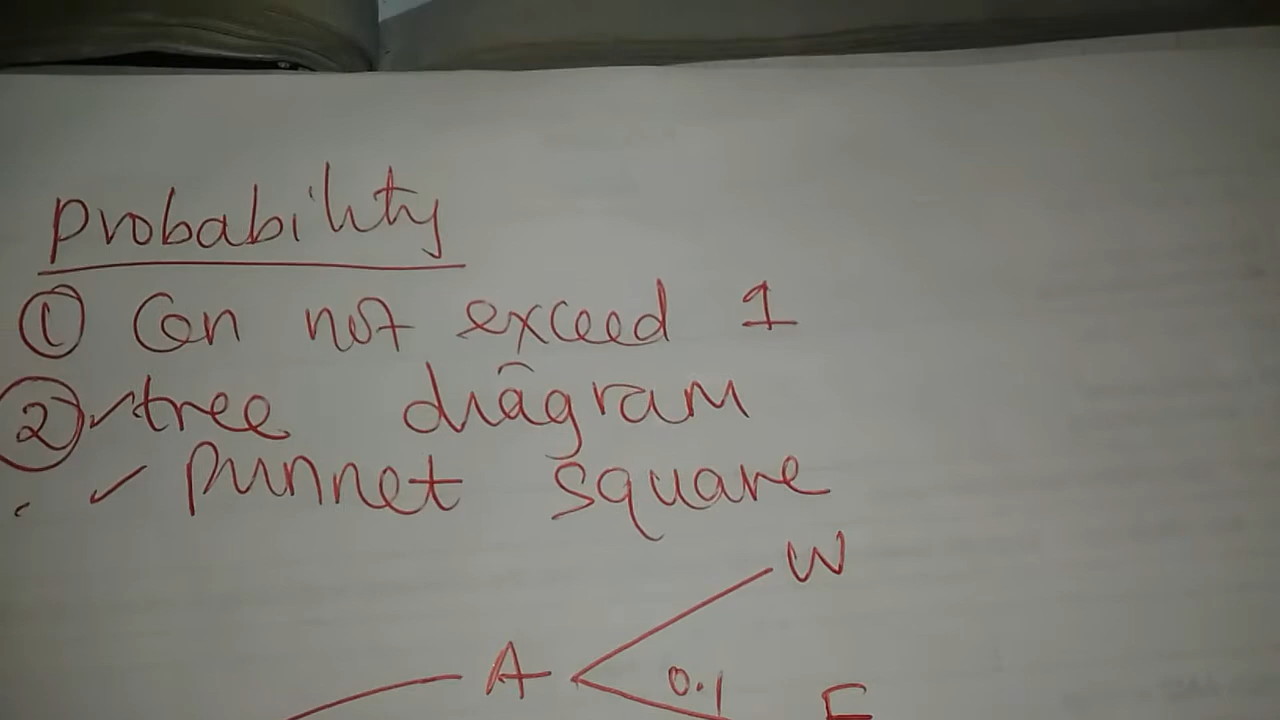 probability
① Can not exceed 1
② ✓tree diagram
✓ punnet square
W
A
0.1
F